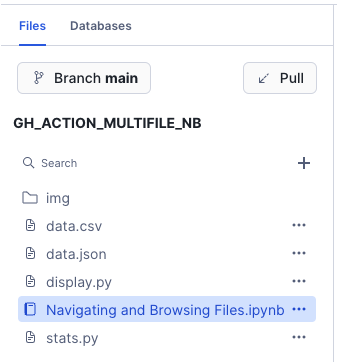 Files Databases
Branch main Pull
GH_ACTION_MULTIFILE_NB
Search
img
data.csv
data.json
display.py
Navigating and Browsing Files.ipynb
stats.py